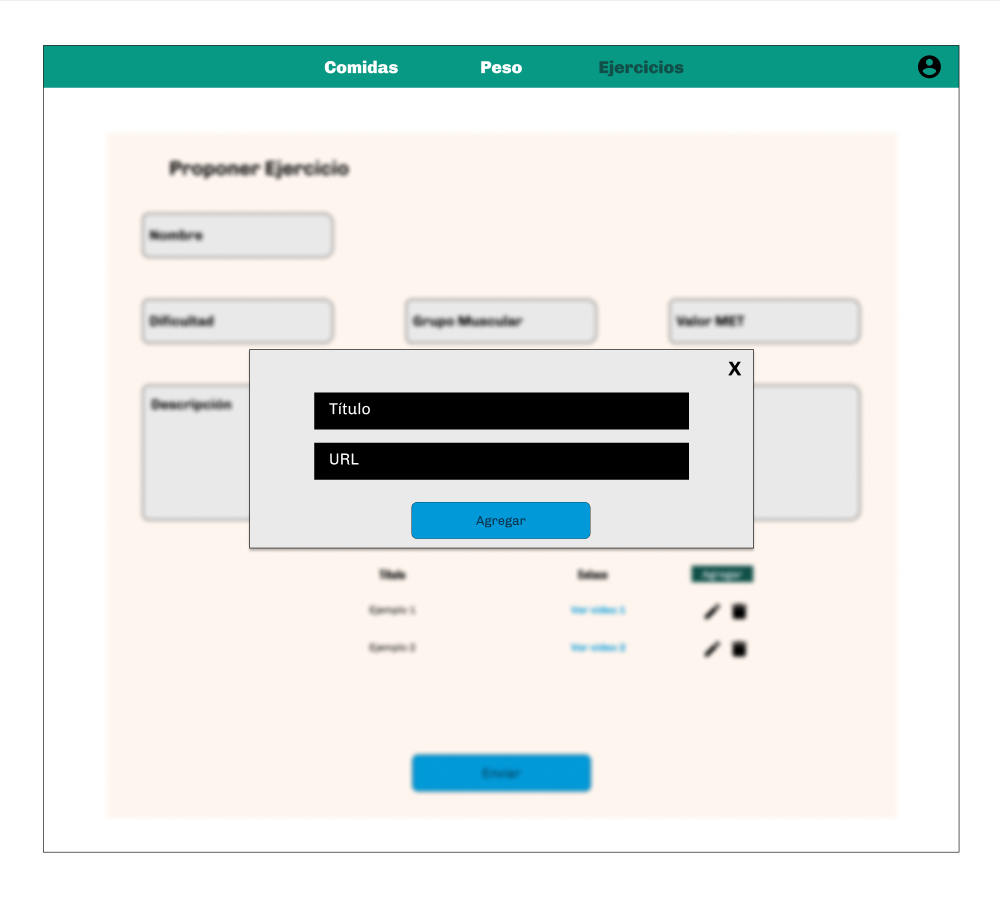 Comidas Peso Ejercicios
Proponer Ejercicio
Nombre
Dificultad Grupo Muscular Valor MET
Descripción
X
Título
URL
Agregar
Título Enlace Agregar
Ejemplo 1 Ver video 1
Ejemplo 2 Ver video 2
Enviar